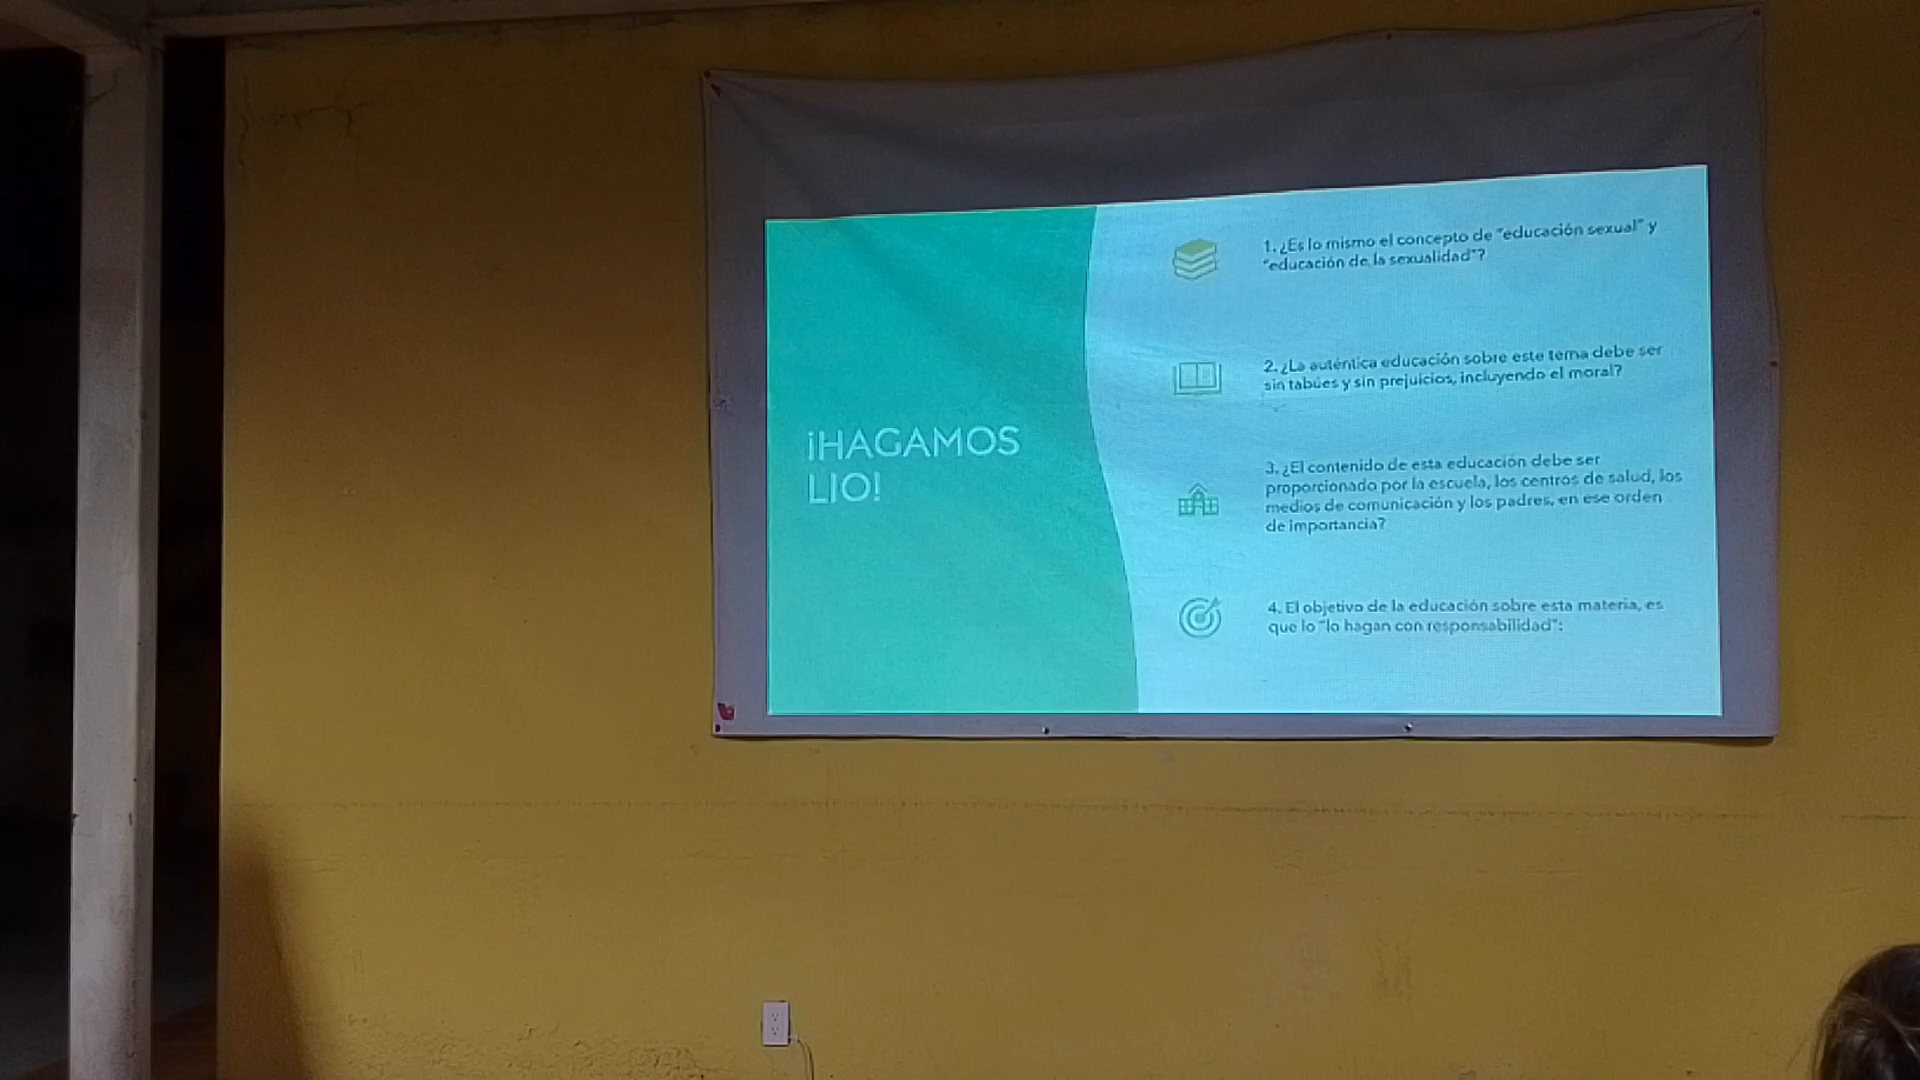 ¡HAGAMOS
LIO!
1. ¿Es lo mismo el concepto de "educación sexual" y
"educación de la sexualidad"?
2. ¿La auténtica educación sobre este tema debe ser
sin tabúes y sin prejuicios, incluyendo el moral?
3. ¿El contenido de esta educación debe ser
proporcionado por la escuela, los centros de salud, los
medios de comunicación y los padres, en ese orden
de importancia?
4. El objetivo de la educación sobre esta materia, es
que lo "lo hagan con responsabilidad":